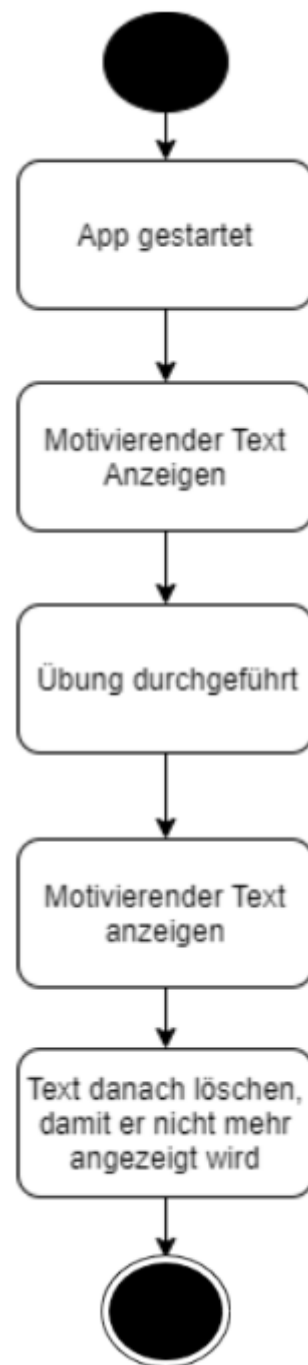 App gestartet
Motivierender Text
Anzeigen
Übung durchgeführt
Motivierender Text
anzeigen
Text danach löschen,
damit er nicht mehr
angezeigt wird